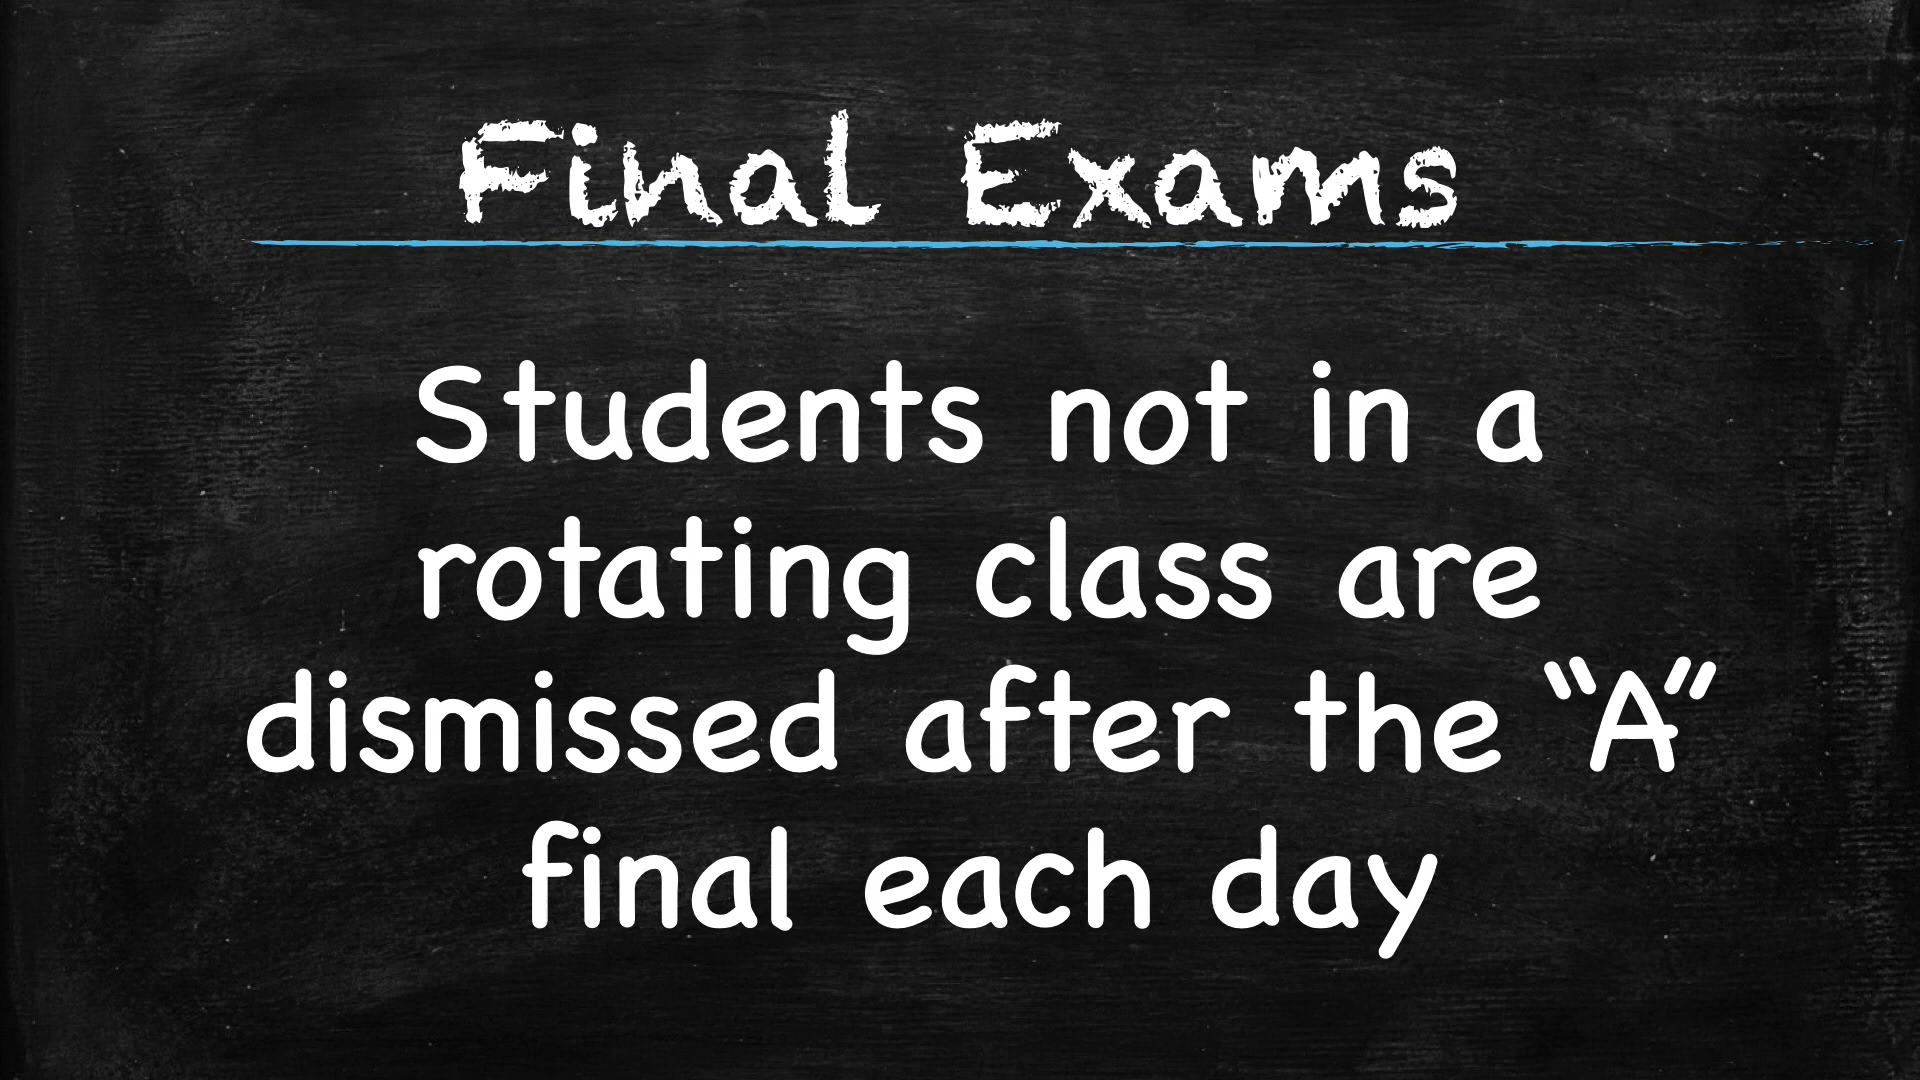 Final Exams
Students not in a
rotating class are
dismissed after the “A”
final each day